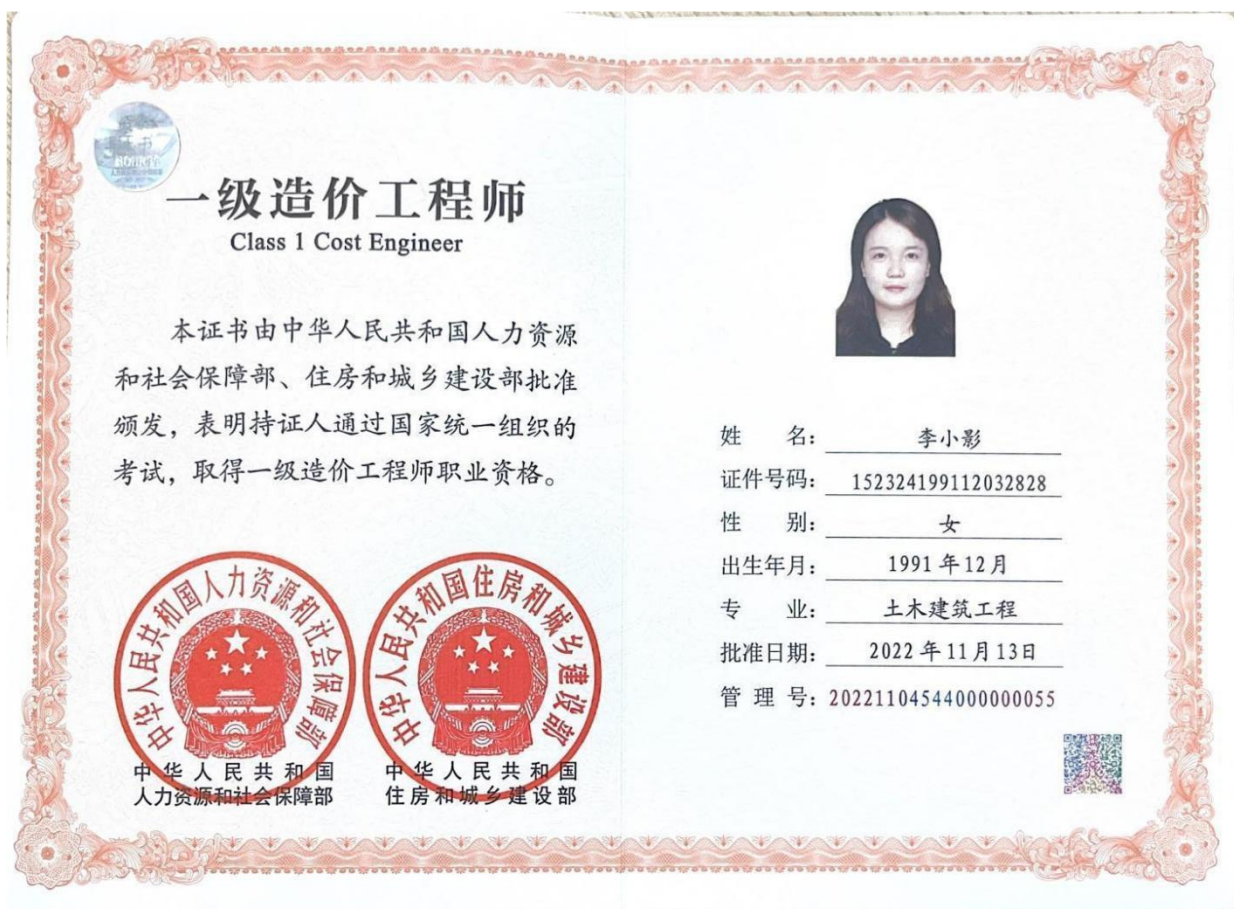 一级造价工程师
Class 1 Cost Engineer
本证书由中华人民共和国人力资源
和社会保障部、住房和城乡建设部批准
颁发，表明持证人通过国家统一组织的
考试，取得一级造价工程师职业资格。
中华人民共和国人力资源和社会保障部
中华人民共和国住房和城乡建设部
中华人民共和国
人力资源和社会保障部
中华人民共和国
住房和城乡建设部
姓 名：李小影
证件号码：152324199112032828
性 别：女
出生年月：1991年12月
专 业：土木建筑工程
批准日期：2022年11月13日
管 理 号：20221104544000000055